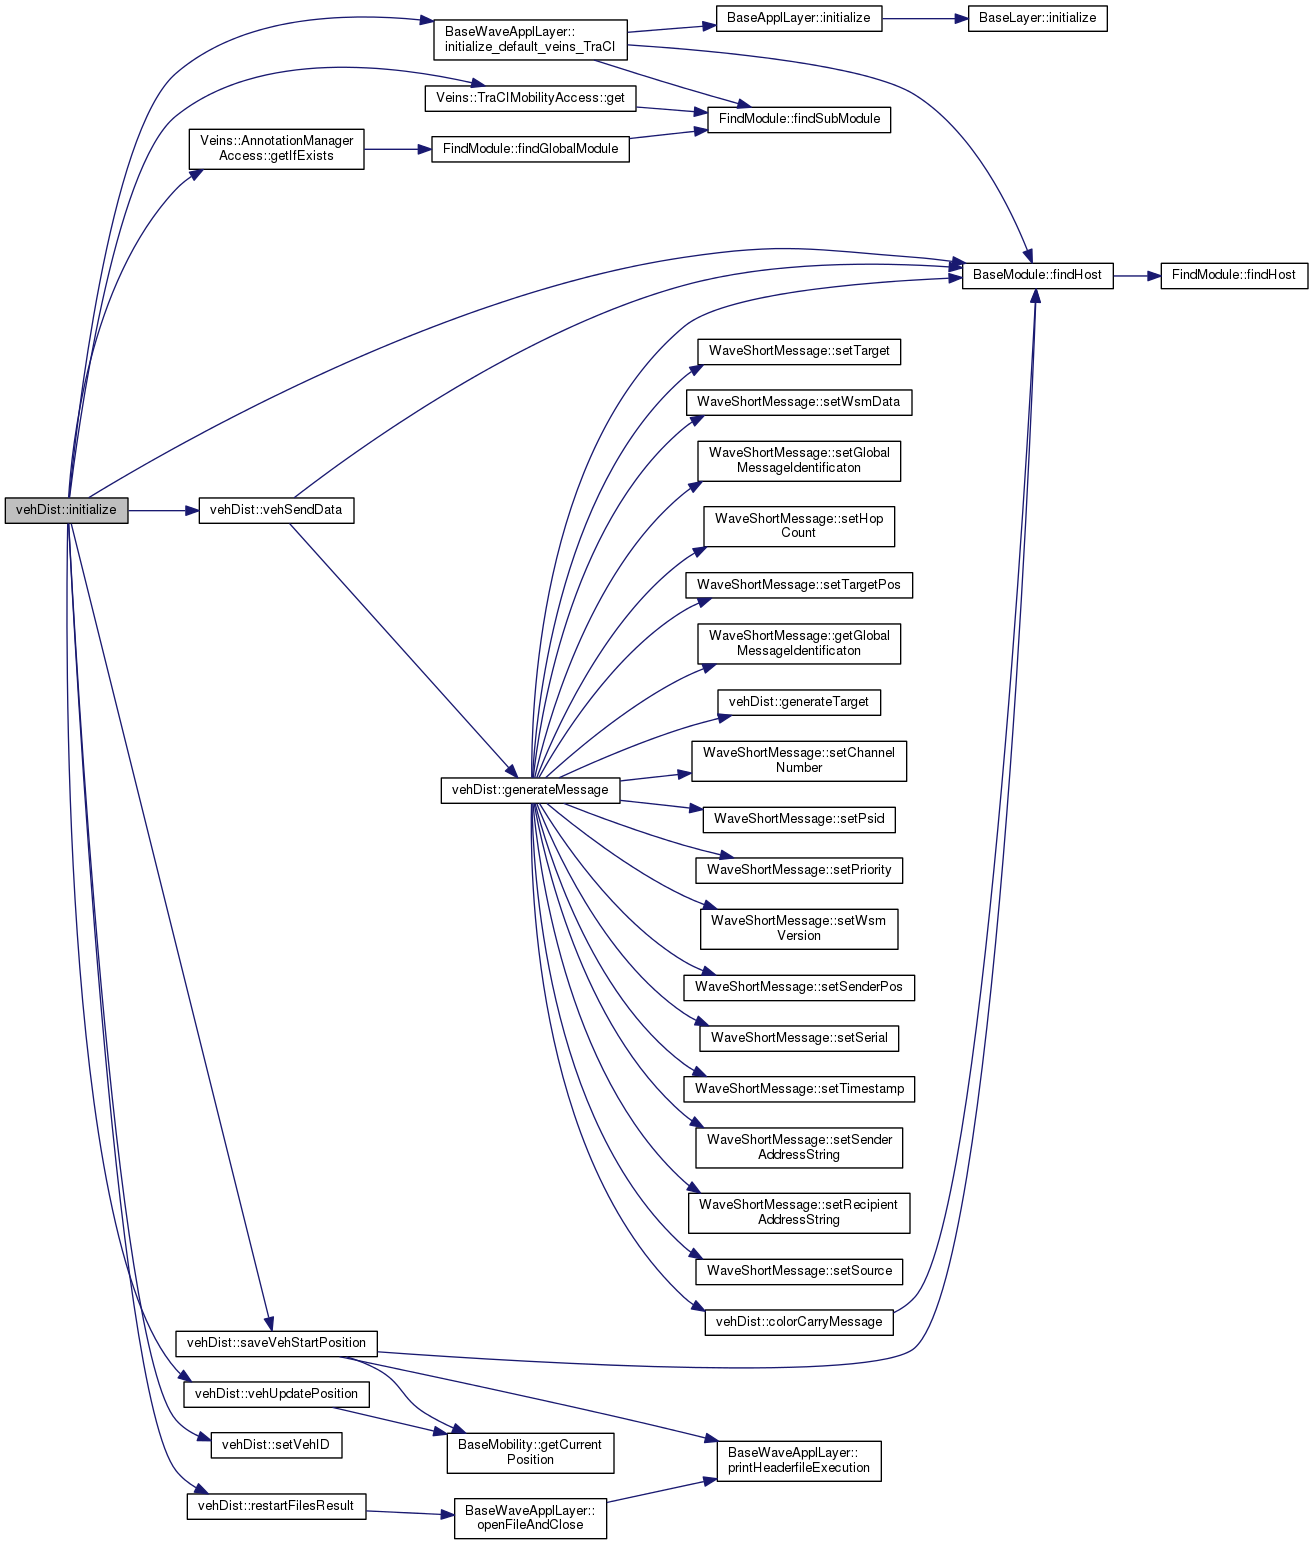 BaseApplLayer::initialize
BaseLayer::initialize
BaseWaveApplLayer::
initialize_default_veins_TraCI
Veins::TraCIMobilityAccess::get
FindModule::findSubModule
Veins::AnnotationManager
Access::getIfExists
FindModule::findGlobalModule
BaseModule::findHost
FindModule::findHost
WaveShortMessage::setTarget
WaveShortMessage::setWsmData
WaveShortMessage::setGlobal
MessageIdentificaton
vehDist::initialize
vehDist::vehSendData
WaveShortMessage::setHop
Count
WaveShortMessage::setTargetPos
WaveShortMessage::getGlobal
MessageIdentificaton
vehDist::generateTarget
WaveShortMessage::setChannel
Number
vehDist::generateMessage
WaveShortMessage::setPsid
WaveShortMessage::setPriority
WaveShortMessage::setWsm
Version
WaveShortMessage::setSenderPos
WaveShortMessage::setSerial
WaveShortMessage::setTimestamp
WaveShortMessage::setSender
AddressString
WaveShortMessage::setRecipient
AddressString
WaveShortMessage::setSource
vehDist::colorCarryMessage
vehDist::saveVehStartPosition
vehDist::vehUpdatePosition
vehDist::setVehID
BaseMobility::getCurrent
Position
BaseWaveApplLayer::
printHeaderfileExecution
vehDist::restartFilesResult
BaseWaveApplLayer::
openFileAndClose